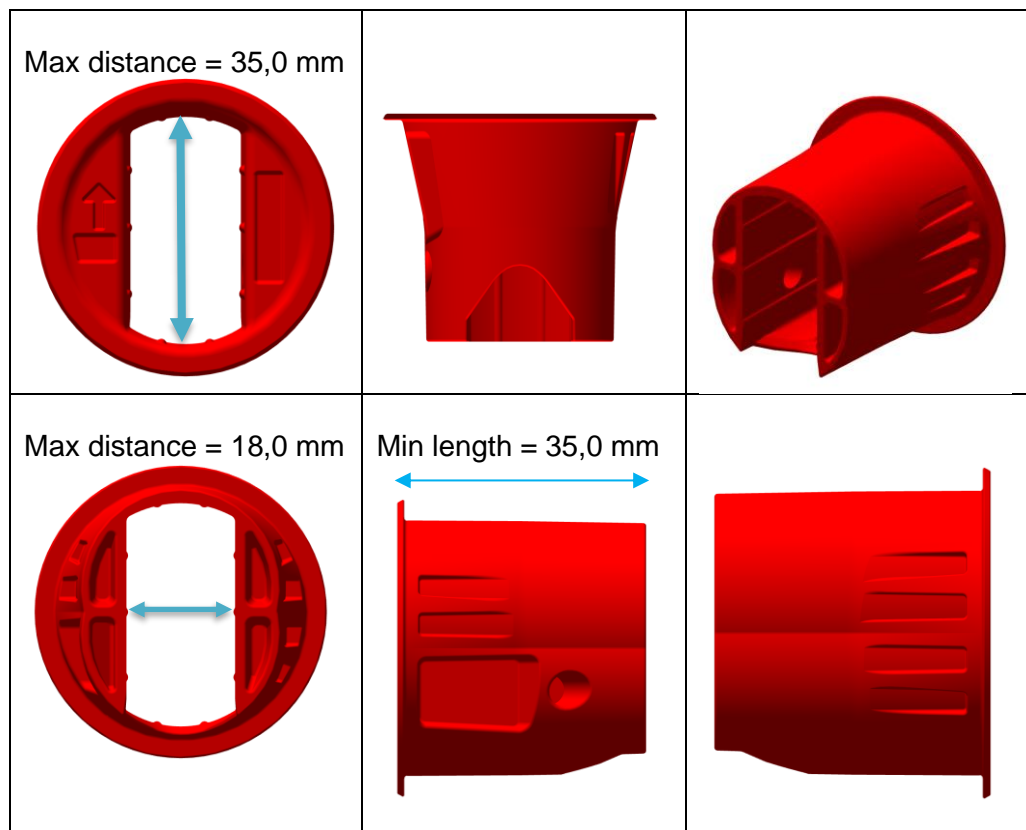 Max distance = 35,0 mm
Max distance = 18,0 mm
Min length = 35,0 mm